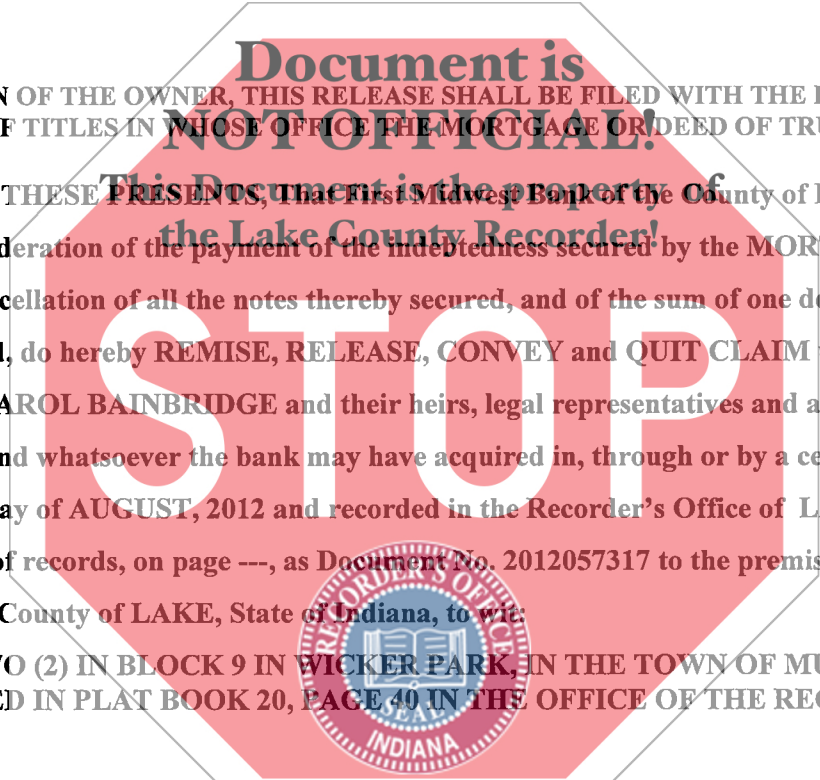 Document is
N OF THE OWNER, THIS RELEASE SHALL BE FILED WITH THE
F TITLES IN WHOSE OFFICE THE MORTGAGE OR DEED OF TRU
NOT OFFICIAL!
THESE PRESENTS, That First Midwest Bank of the County of
This Document is the property of
the Lake County Recorder!
deration of the payment of the indebtedness secured by the MOR
cellation of all the notes thereby secured, and of the sum of one do
l, do hereby REMISE, RELEASE, CONVEY and QUIT CLAIM
STOP
AROL BAINBRIDGE and their heirs, legal representatives and a
nd whatsoever the bank may have acquired in, through or by a ce
ay of AUGUST, 2012 and recorded in the Recorder's Office of L
of records, on page ---, as Document No. 2012057317 to the premis
County of LAKE, State of Indiana, to wit:
RECORDER'S OFFICE
SEAL
INDIANA
O (2) IN BLOCK 9 IN WICKER PARK, IN THE TOWN OF MU
ED IN PLAT BOOK 20, PAGE 40 IN THE OFFICE OF THE REC